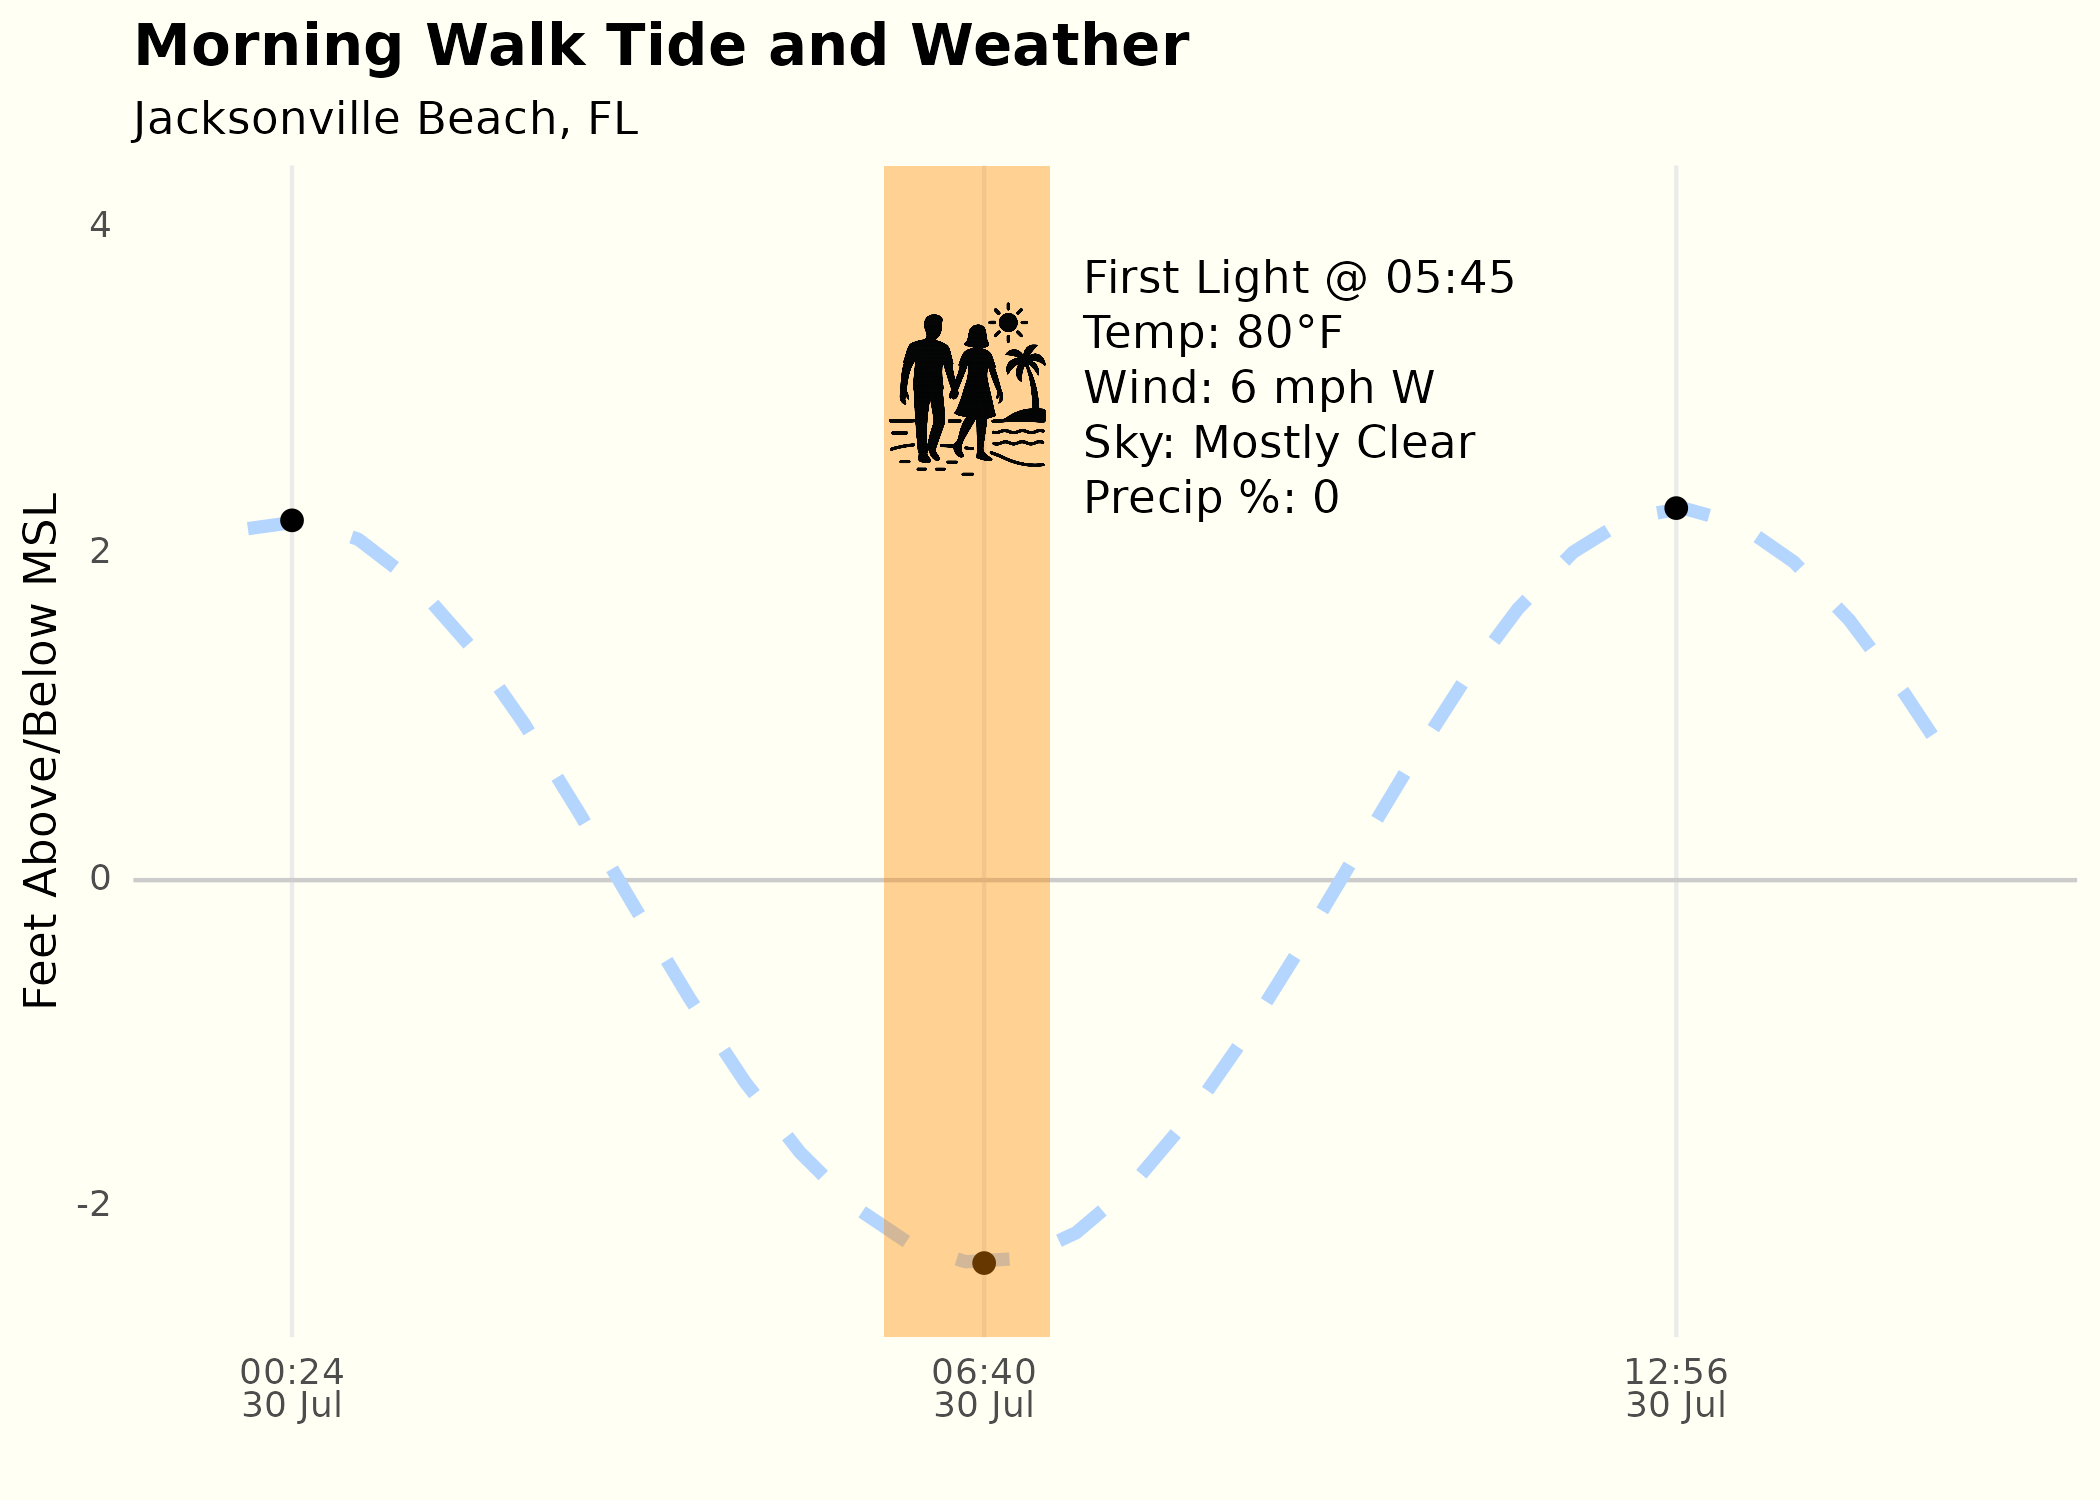 Morning Walk Tide and Weather
Jacksonville Beach, FL
Feet Above/Below MSL
4
2
0
-2
First Light @ 05:45
Temp: 80°F
Wind: 6 mph W
Sky: Mostly Clear
Precip %: 0
00:24
30 Jul
06:40
30 Jul
12:56
30 Jul